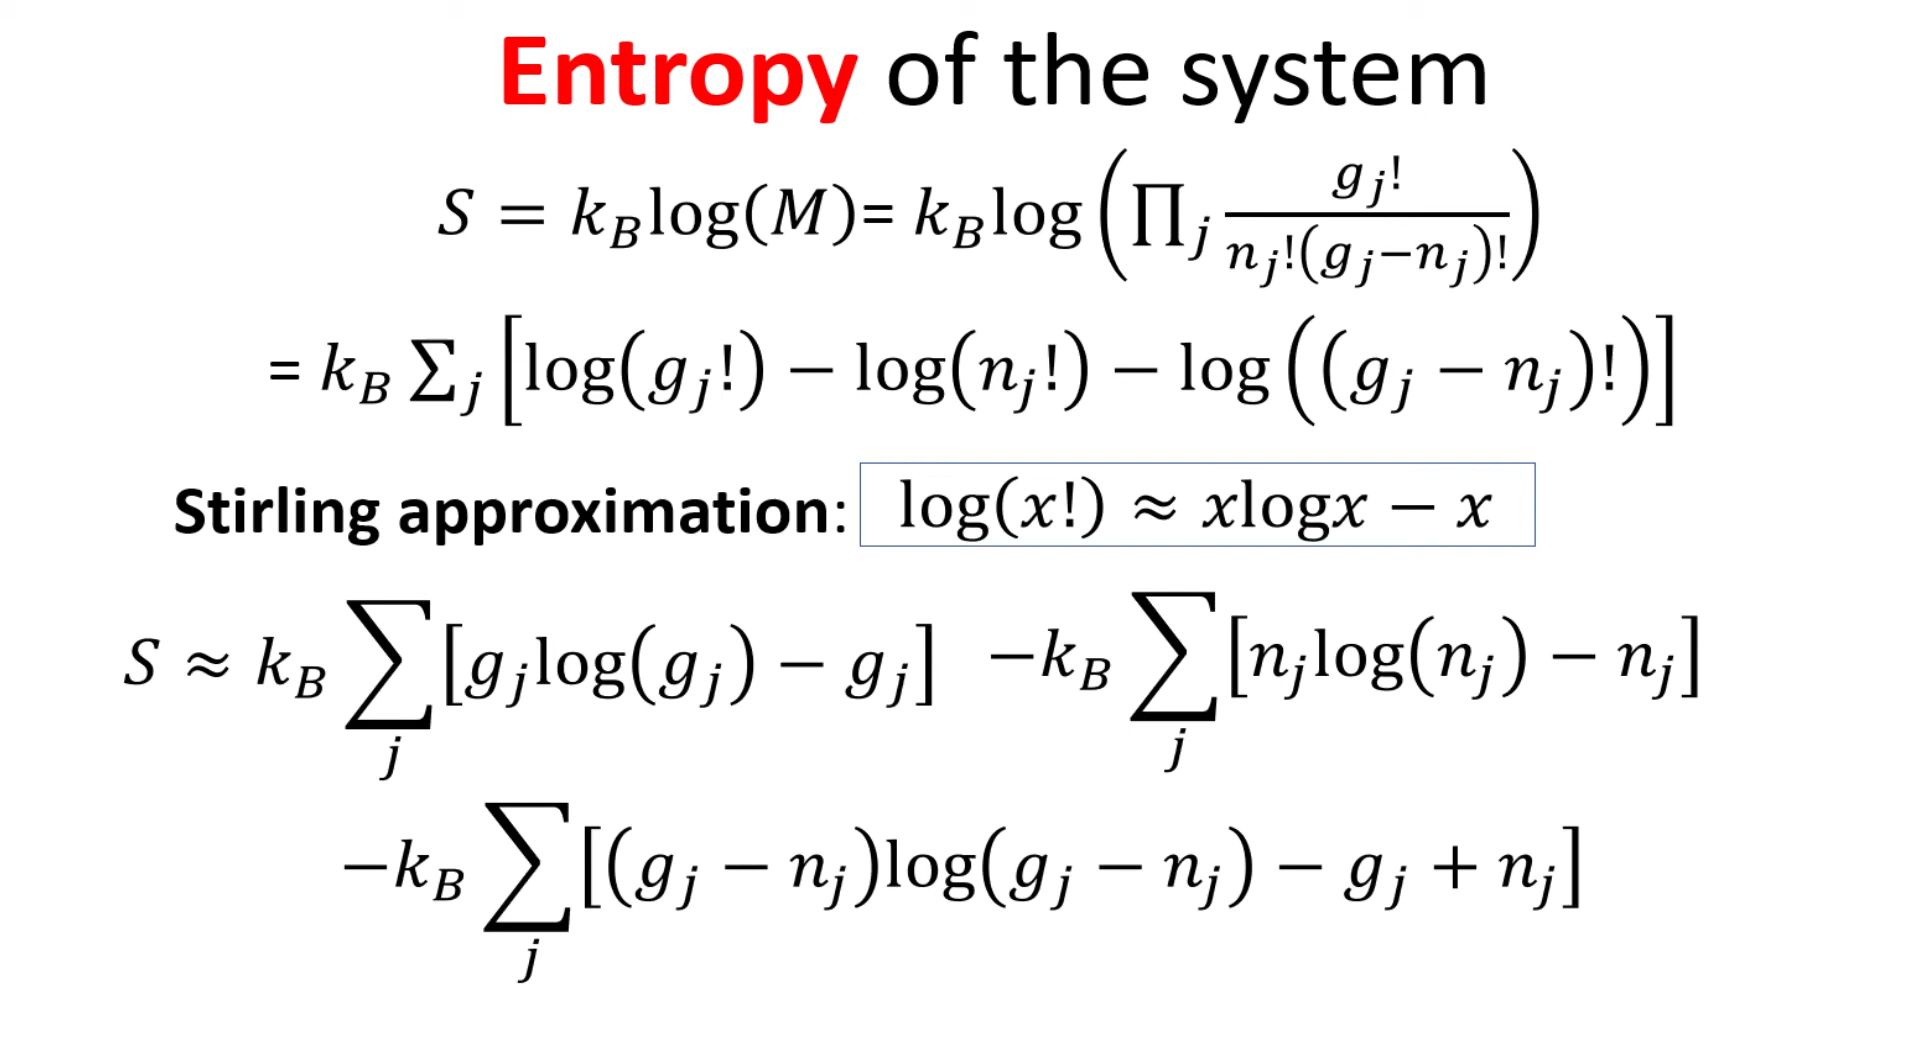 Entropy of the system
S = k_B log(M)= k_B log(∏_j g_j!/(n_j!(g_j−n_j)!))
= k_B ∑_j [log(g_j!) − log(n_j!) − log((g_j − n_j)!)]
Stirling approximation: log(x!) ≈ xlogx − x
S ≈ k_B ∑_j [g_j log(g_j) − g_j] −k_B ∑_j [n_j log(n_j) − n_j]
−k_B ∑_j [(g_j − n_j)log(g_j − n_j) − g_j + n_j]